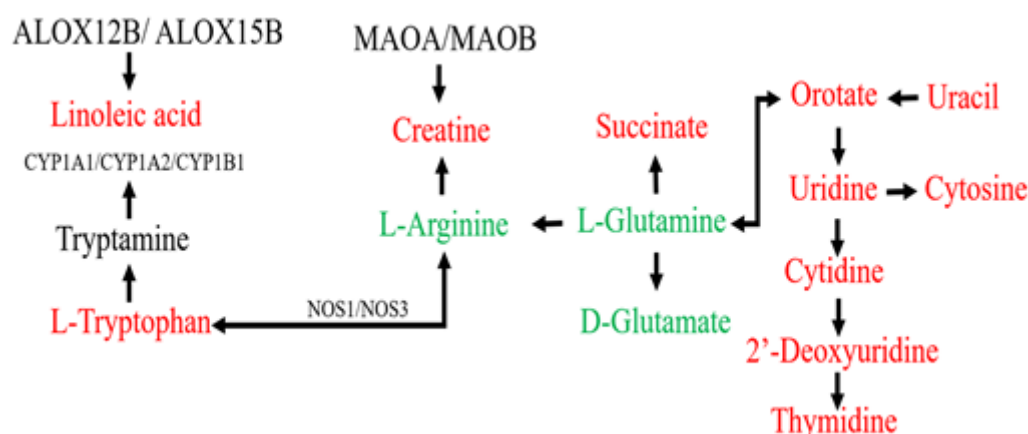 ALOX12B/ ALOX15B
Linoleic acid
CYP1A1/CYP1A2/CYP1B1
Tryptamine
L-Tryptophan
NOS1/NOS3
MAOA/MAOB
Creatine
L-Arginine
Succinate
L-Glutamine
D-Glutamate
Orotate
Uracil
Uridine
Cytosine
Cytidine
2’-Deoxyuridine
Thymidine